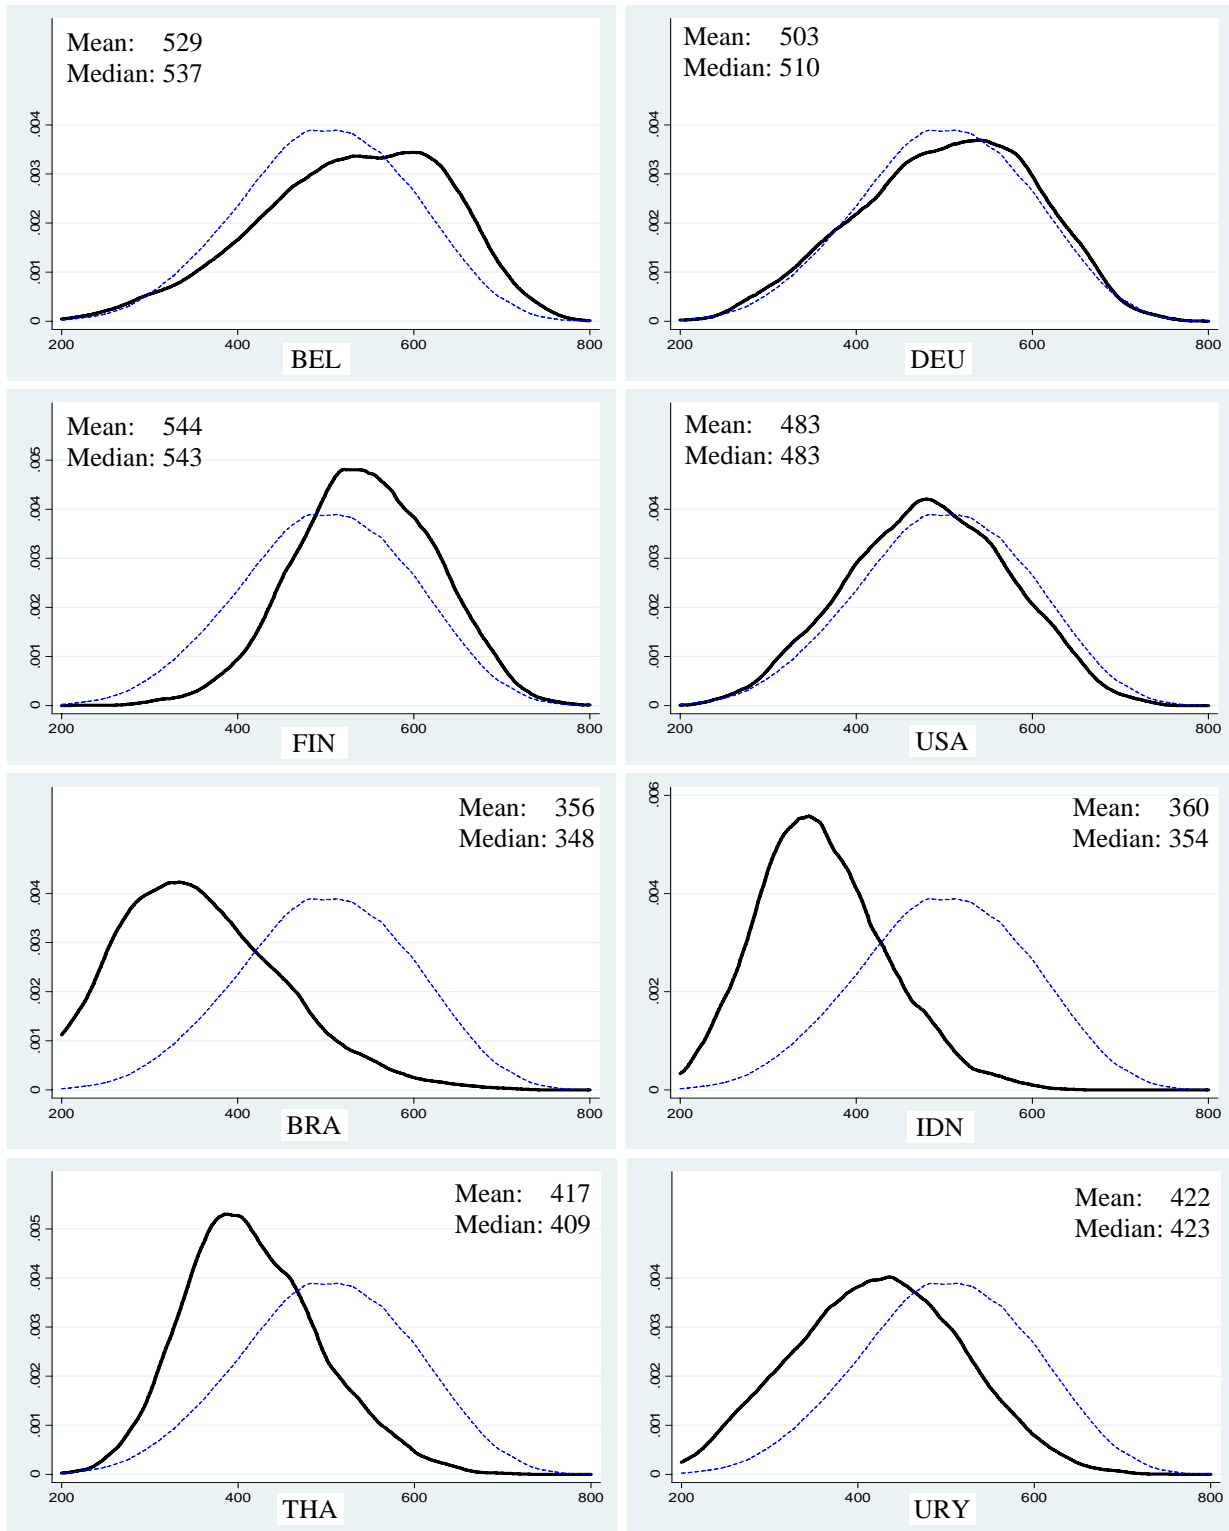 Mean: 529
Median: 537
.004
.003
.002
.001
0
200 400 600 800
BEL
Mean: 503
Median: 510
.004
.003
.002
.001
0
200 400 600 800
DEU
Mean: 544
Median: 543
.005
.004
.003
.002
.001
0
200 400 600 800
FIN
Mean: 483
Median: 483
.004
.003
.002
.001
0
200 400 600 800
USA
Mean: 356
Median: 348
.004
.003
.002
.001
0
200 400 600 800
BRA
Mean: 360
Median: 354
.006
.004
.002
0
200 400 600 800
IDN
Mean: 417
Median: 409
.005
.004
.003
.002
.001
0
200 400 600 800
THA
Mean: 422
Median: 423
.004
.003
.002
.001
0
200 400 600 800
URY